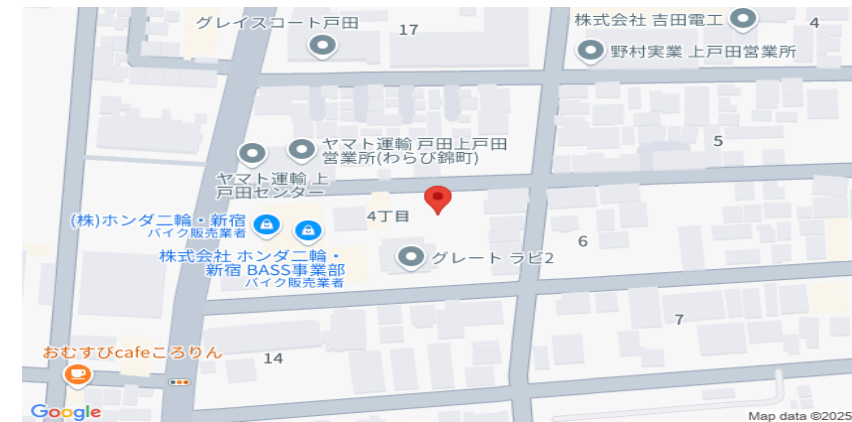 グレイスコート戸田
17
株式会社 吉田電工
4
野村実業 上戸田営業所
ヤマト運輸 戸田上戸田
営業所(わらび錦町)
5
ヤマト運輸 上
戸田センター
4丁目
(株)ホンダ二輪・新宿
バイク販売業者
6
株式会社 ホンダ二輪・
新宿 BASS事業部
バイク販売業者
グレート ラビ2
7
おむすびcafeころりん
14
Google
Map data ©2025